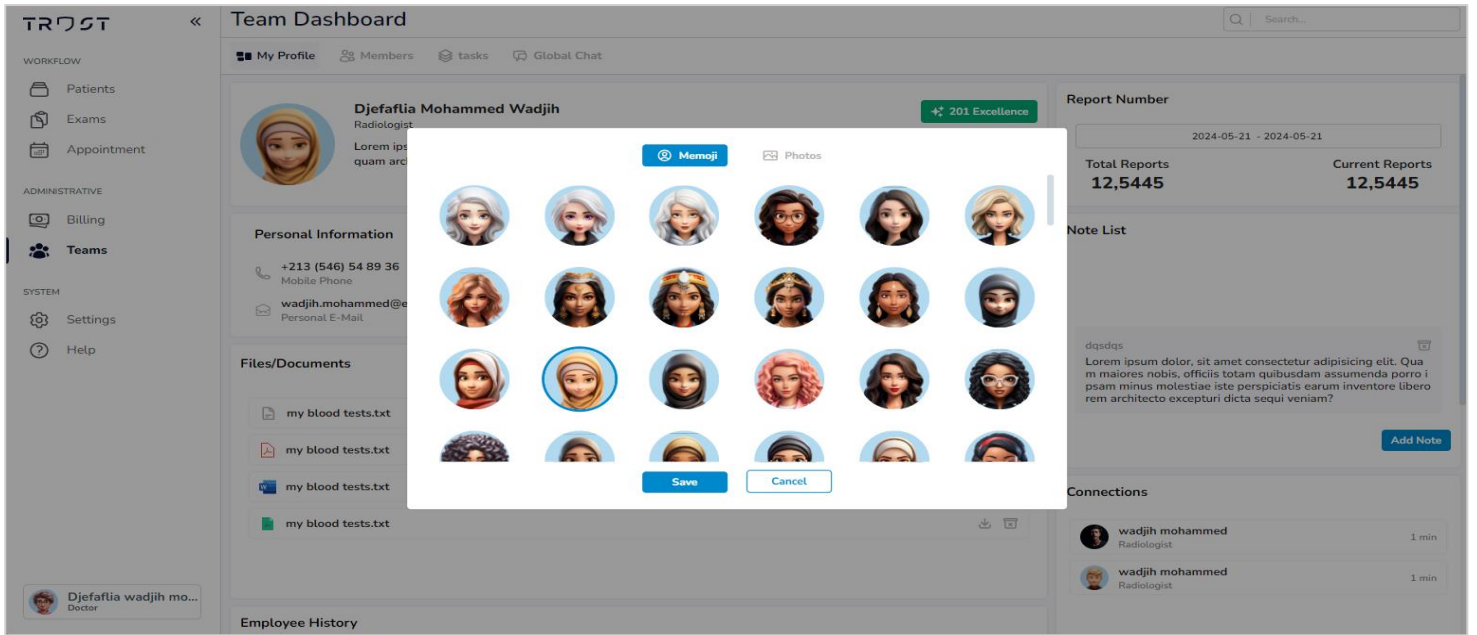 TRUST
«
WORKFLOW
Patients
Exams
Appointment
ADMINISTRATIVE
Billing
Teams
SYSTEM
Settings
Help
Djefaflia wadjih mo...
Doctor
Team Dashboard
Search...
My Profile
Members
tasks
Global Chat
Djefaflia Mohammed Wadjih
Radiologist
Lorem ips
quam arc
201 Excellence
Personal Information
+213 (546) 54 89 36
Mobile Phone
wadjih.mohammed@e
Personal E-Mail
Files/Documents
my blood tests.txt
my blood tests.txt
my blood tests.txt
my blood tests.txt
Employee History
Memoji
Photos
Save
Cancel
Report Number
2024-05-21 - 2024-05-21
Total Reports
Current Reports
12,5445
12,5445
Note List
dqsdqs
Lorem ipsum dolor, sit amet consectetur adipisicing elit. Qua
m maiores nobis, officiis totam quibusdam assumenda porro i
psam minus molestiae iste perspiciatis earum inventore libero
rem architecto excepturi dicta sequi veniam?
Add Note
Connections
wadjih mohammed
Radiologist
1 min
wadjih mohammed
Radiologist
1 min